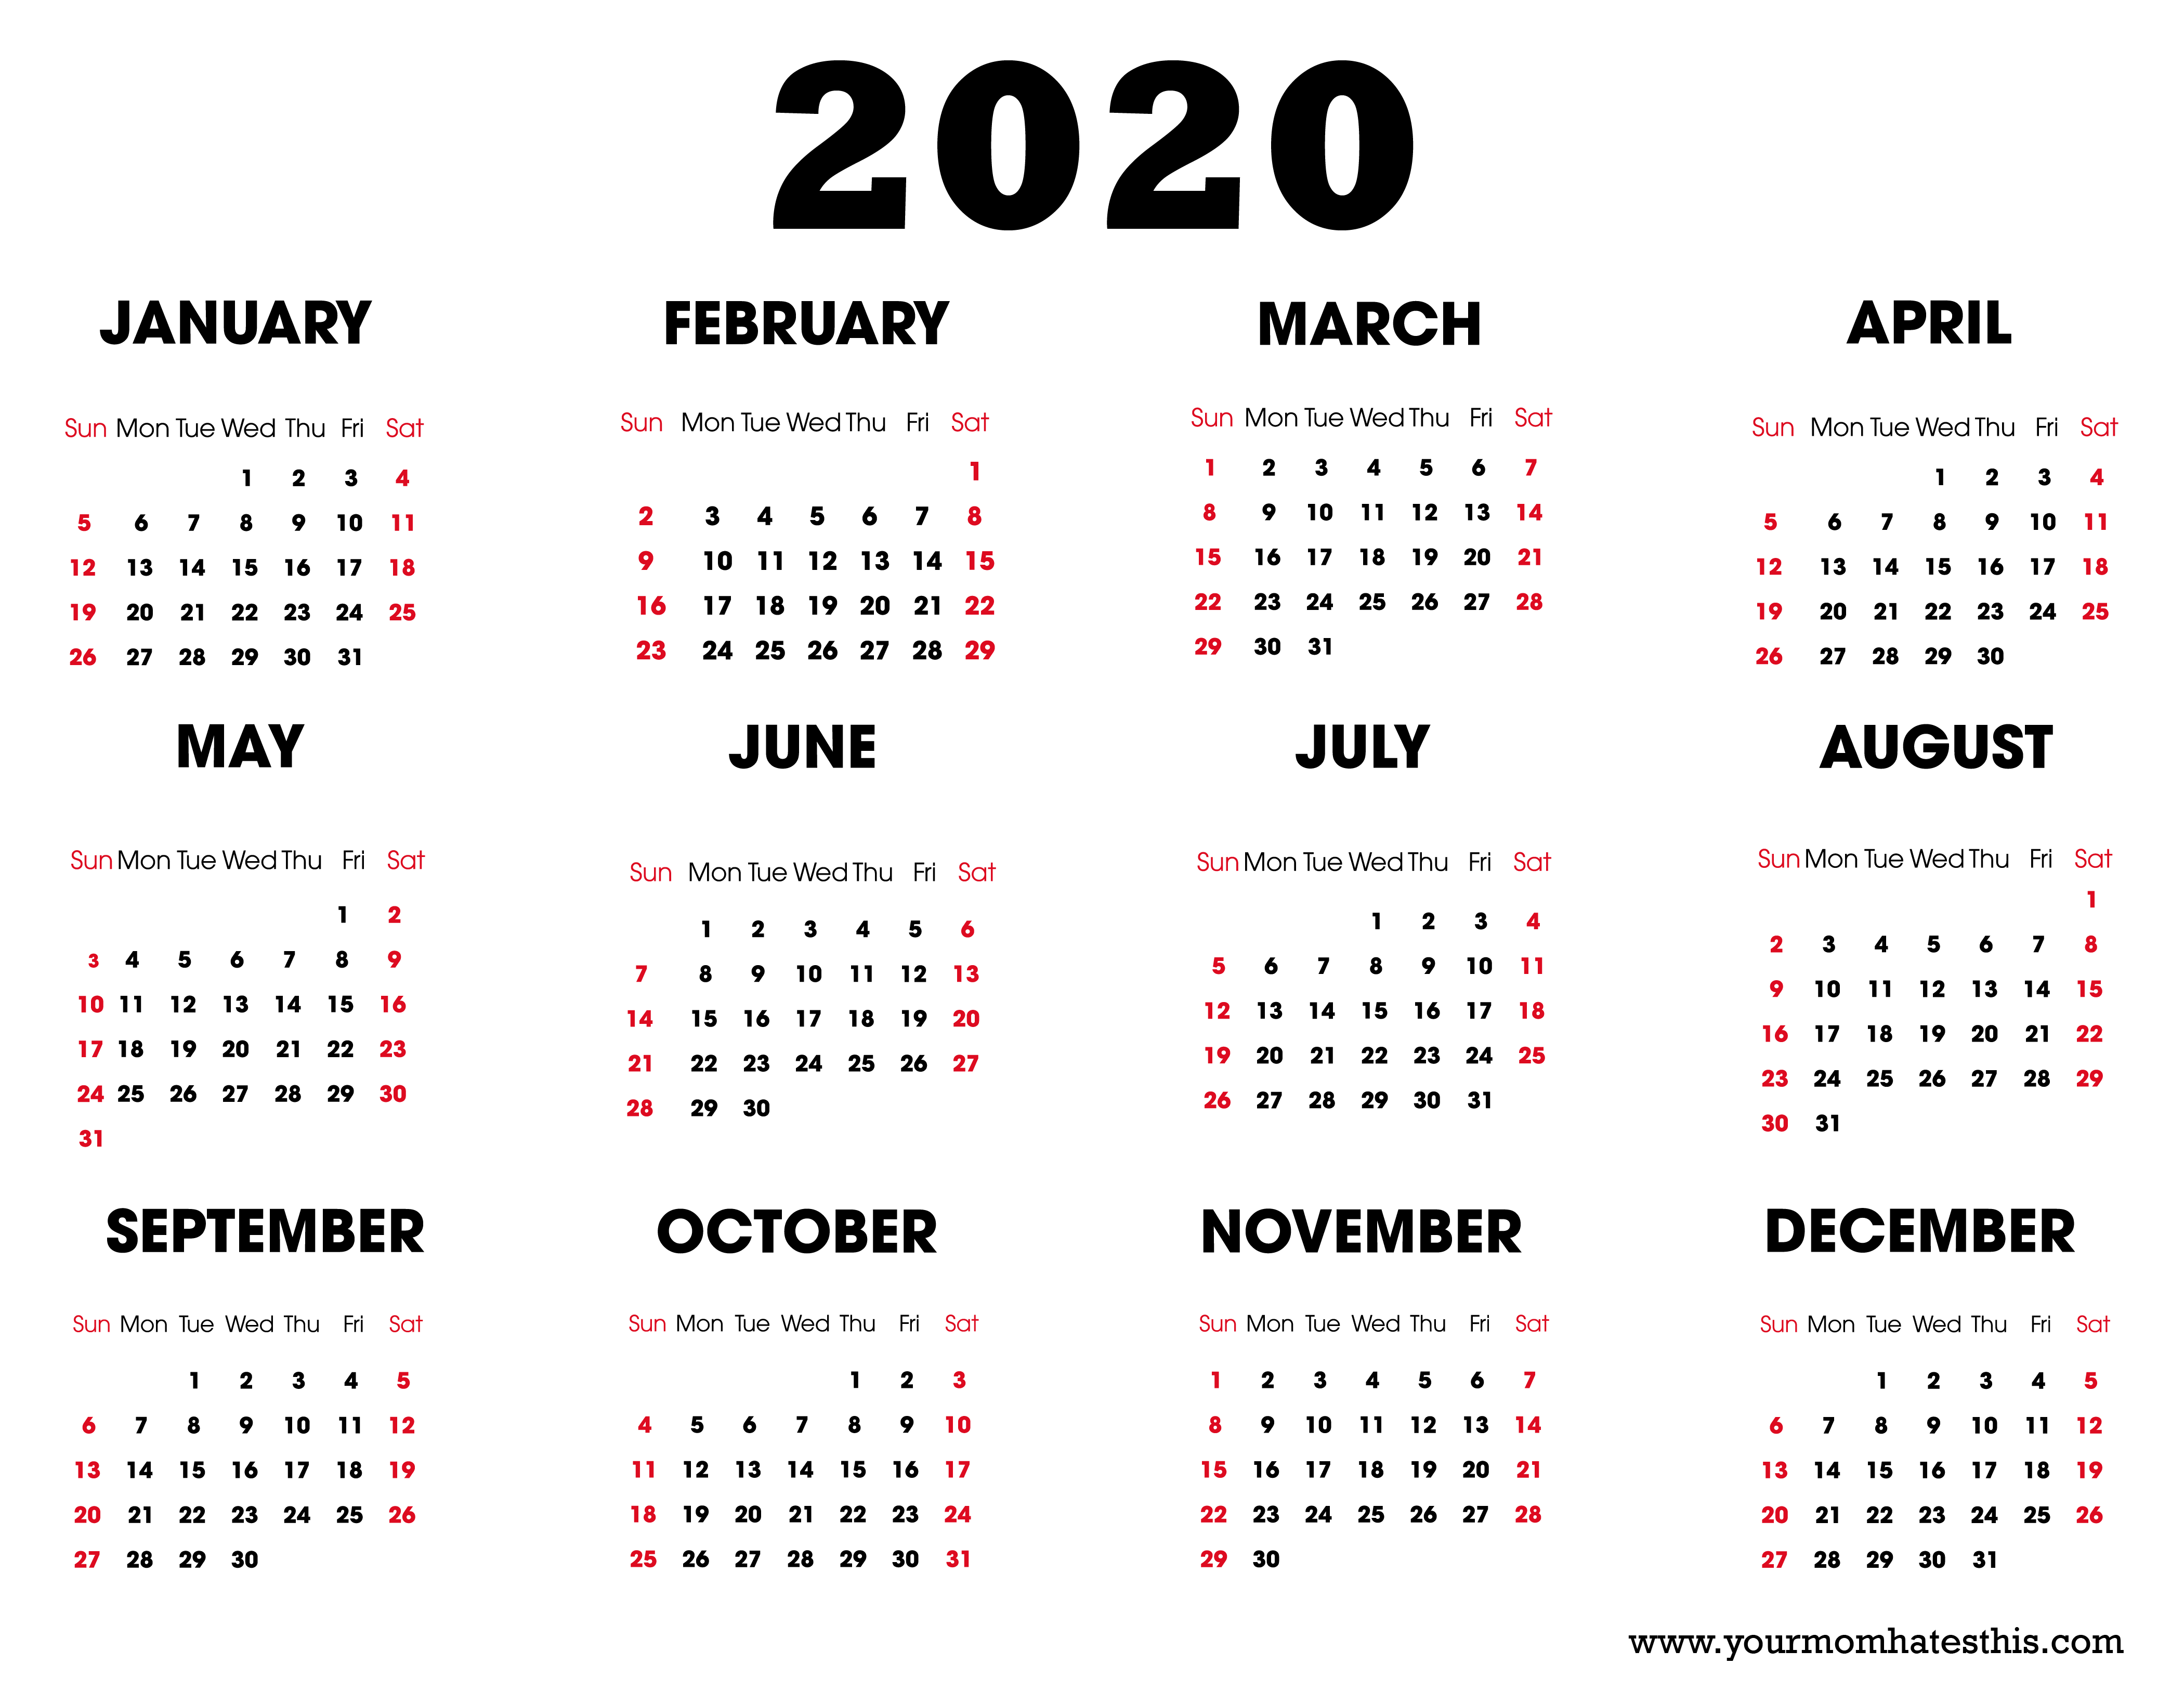 2020
JANUARY
Sun Mon Tue Wed Thu Fri Sat
1 2 3 4
5 6 7 8 9 10 11
12 13 14 15 16 17 18
19 20 21 22 23 24 25
26 27 28 29 30 31
FEBRUARY
Sun Mon Tue Wed Thu Fri Sat
1
2 3 4 5 6 7 8
9 10 11 12 13 14 15
16 17 18 19 20 21 22
23 24 25 26 27 28 29
MARCH
Sun Mon Tue Wed Thu Fri Sat
1 2 3 4 5 6 7
8 9 10 11 12 13 14
15 16 17 18 19 20 21
22 23 24 25 26 27 28
29 30 31
APRIL
Sun Mon Tue Wed Thu Fri Sat
1 2 3 4
5 6 7 8 9 10 11
12 13 14 15 16 17 18
19 20 21 22 23 24 25
26 27 28 29 30
MAY
Sun Mon Tue Wed Thu Fri Sat
1 2
3 4 5 6 7 8 9
10 11 12 13 14 15 16
17 18 19 20 21 22 23
24 25 26 27 28 29 30
31
JUNE
Sun Mon Tue Wed Thu Fri Sat
1 2 3 4 5 6
7 8 9 10 11 12 13
14 15 16 17 18 19 20
21 22 23 24 25 26 27
28 29 30
JULY
Sun Mon Tue Wed Thu Fri Sat
1 2 3 4
5 6 7 8 9 10 11
12 13 14 15 16 17 18
19 20 21 22 23 24 25
26 27 28 29 30 31
AUGUST
Sun Mon Tue Wed Thu Fri Sat
1
2 3 4 5 6 7 8
9 10 11 12 13 14 15
16 17 18 19 20 21 22
23 24 25 26 27 28 29
30 31
SEPTEMBER
Sun Mon Tue Wed Thu Fri Sat
1 2 3 4 5
6 7 8 9 10 11 12
13 14 15 16 17 18 19
20 21 22 23 24 25 26
27 28 29 30
OCTOBER
Sun Mon Tue Wed Thu Fri Sat
1 2 3
4 5 6 7 8 9 10
11 12 13 14 15 16 17
18 19 20 21 22 23 24
25 26 27 28 29 30 31
NOVEMBER
Sun Mon Tue Wed Thu Fri Sat
1 2 3 4 5 6 7
8 9 10 11 12 13 14
15 16 17 18 19 20 21
22 23 24 25 26 27 28
29 30
DECEMBER
Sun Mon Tue Wed Thu Fri Sat
1 2 3 4 5
6 7 8 9 10 11 12
13 14 15 16 17 18 19
20 21 22 23 24 25 26
27 28 29 30 31
www.yourmomhatesthis.com